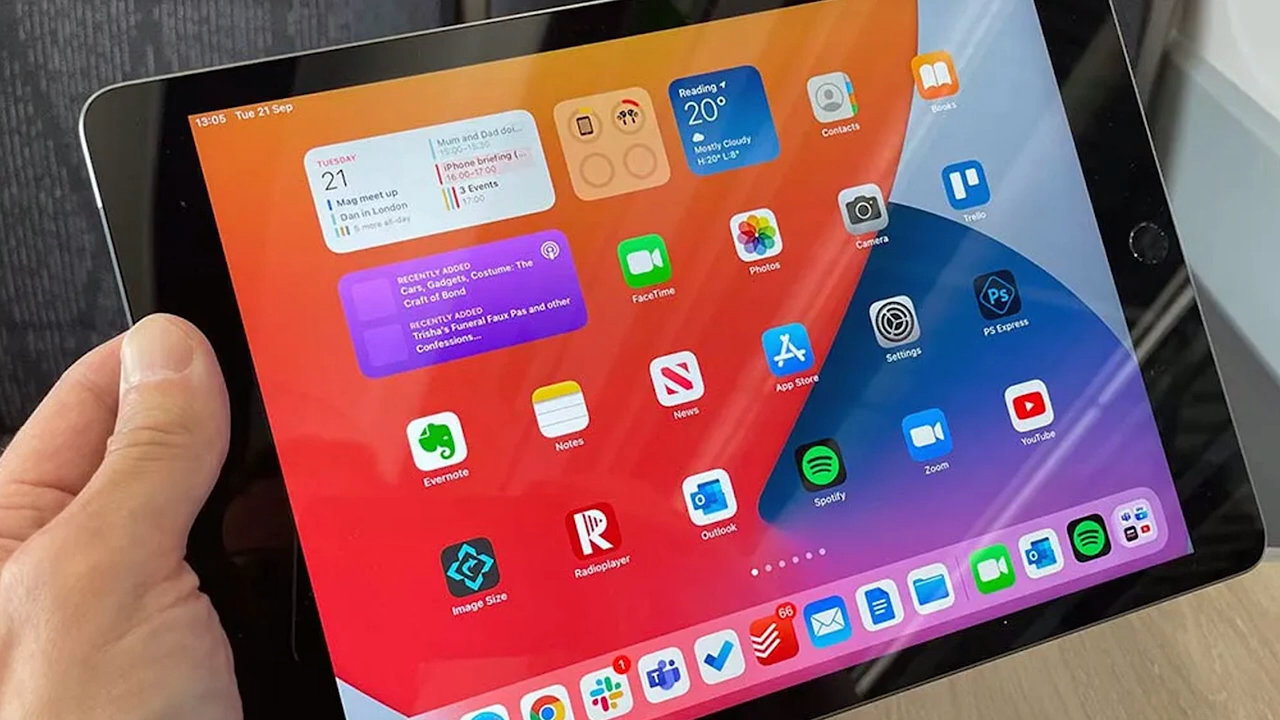 13:05 Tue 21 Sep
TUESDAY
21
Mag meet up
Dan in London
5 more all-day
Mum and Dad doi...
15:00–15:30
iPhone briefing (...
16:00–17:00
3 Events
17:00
Reading
20°
Mostly Cloudy
H:20° L:8°
Contacts
Books
RECENTLY ADDED
Cars, Gadgets, Costume: The
Craft of Bond
RECENTLY ADDED
Trisha's Funeral Faux Pas and other
Confessions...
FaceTime
Photos
Camera
Trello
Evernote
Notes
News
App Store
Settings
Ps
PS Express
Image Size
R
Radioplayer
Outlook
Spotify
Zoom
YouTube
1
66